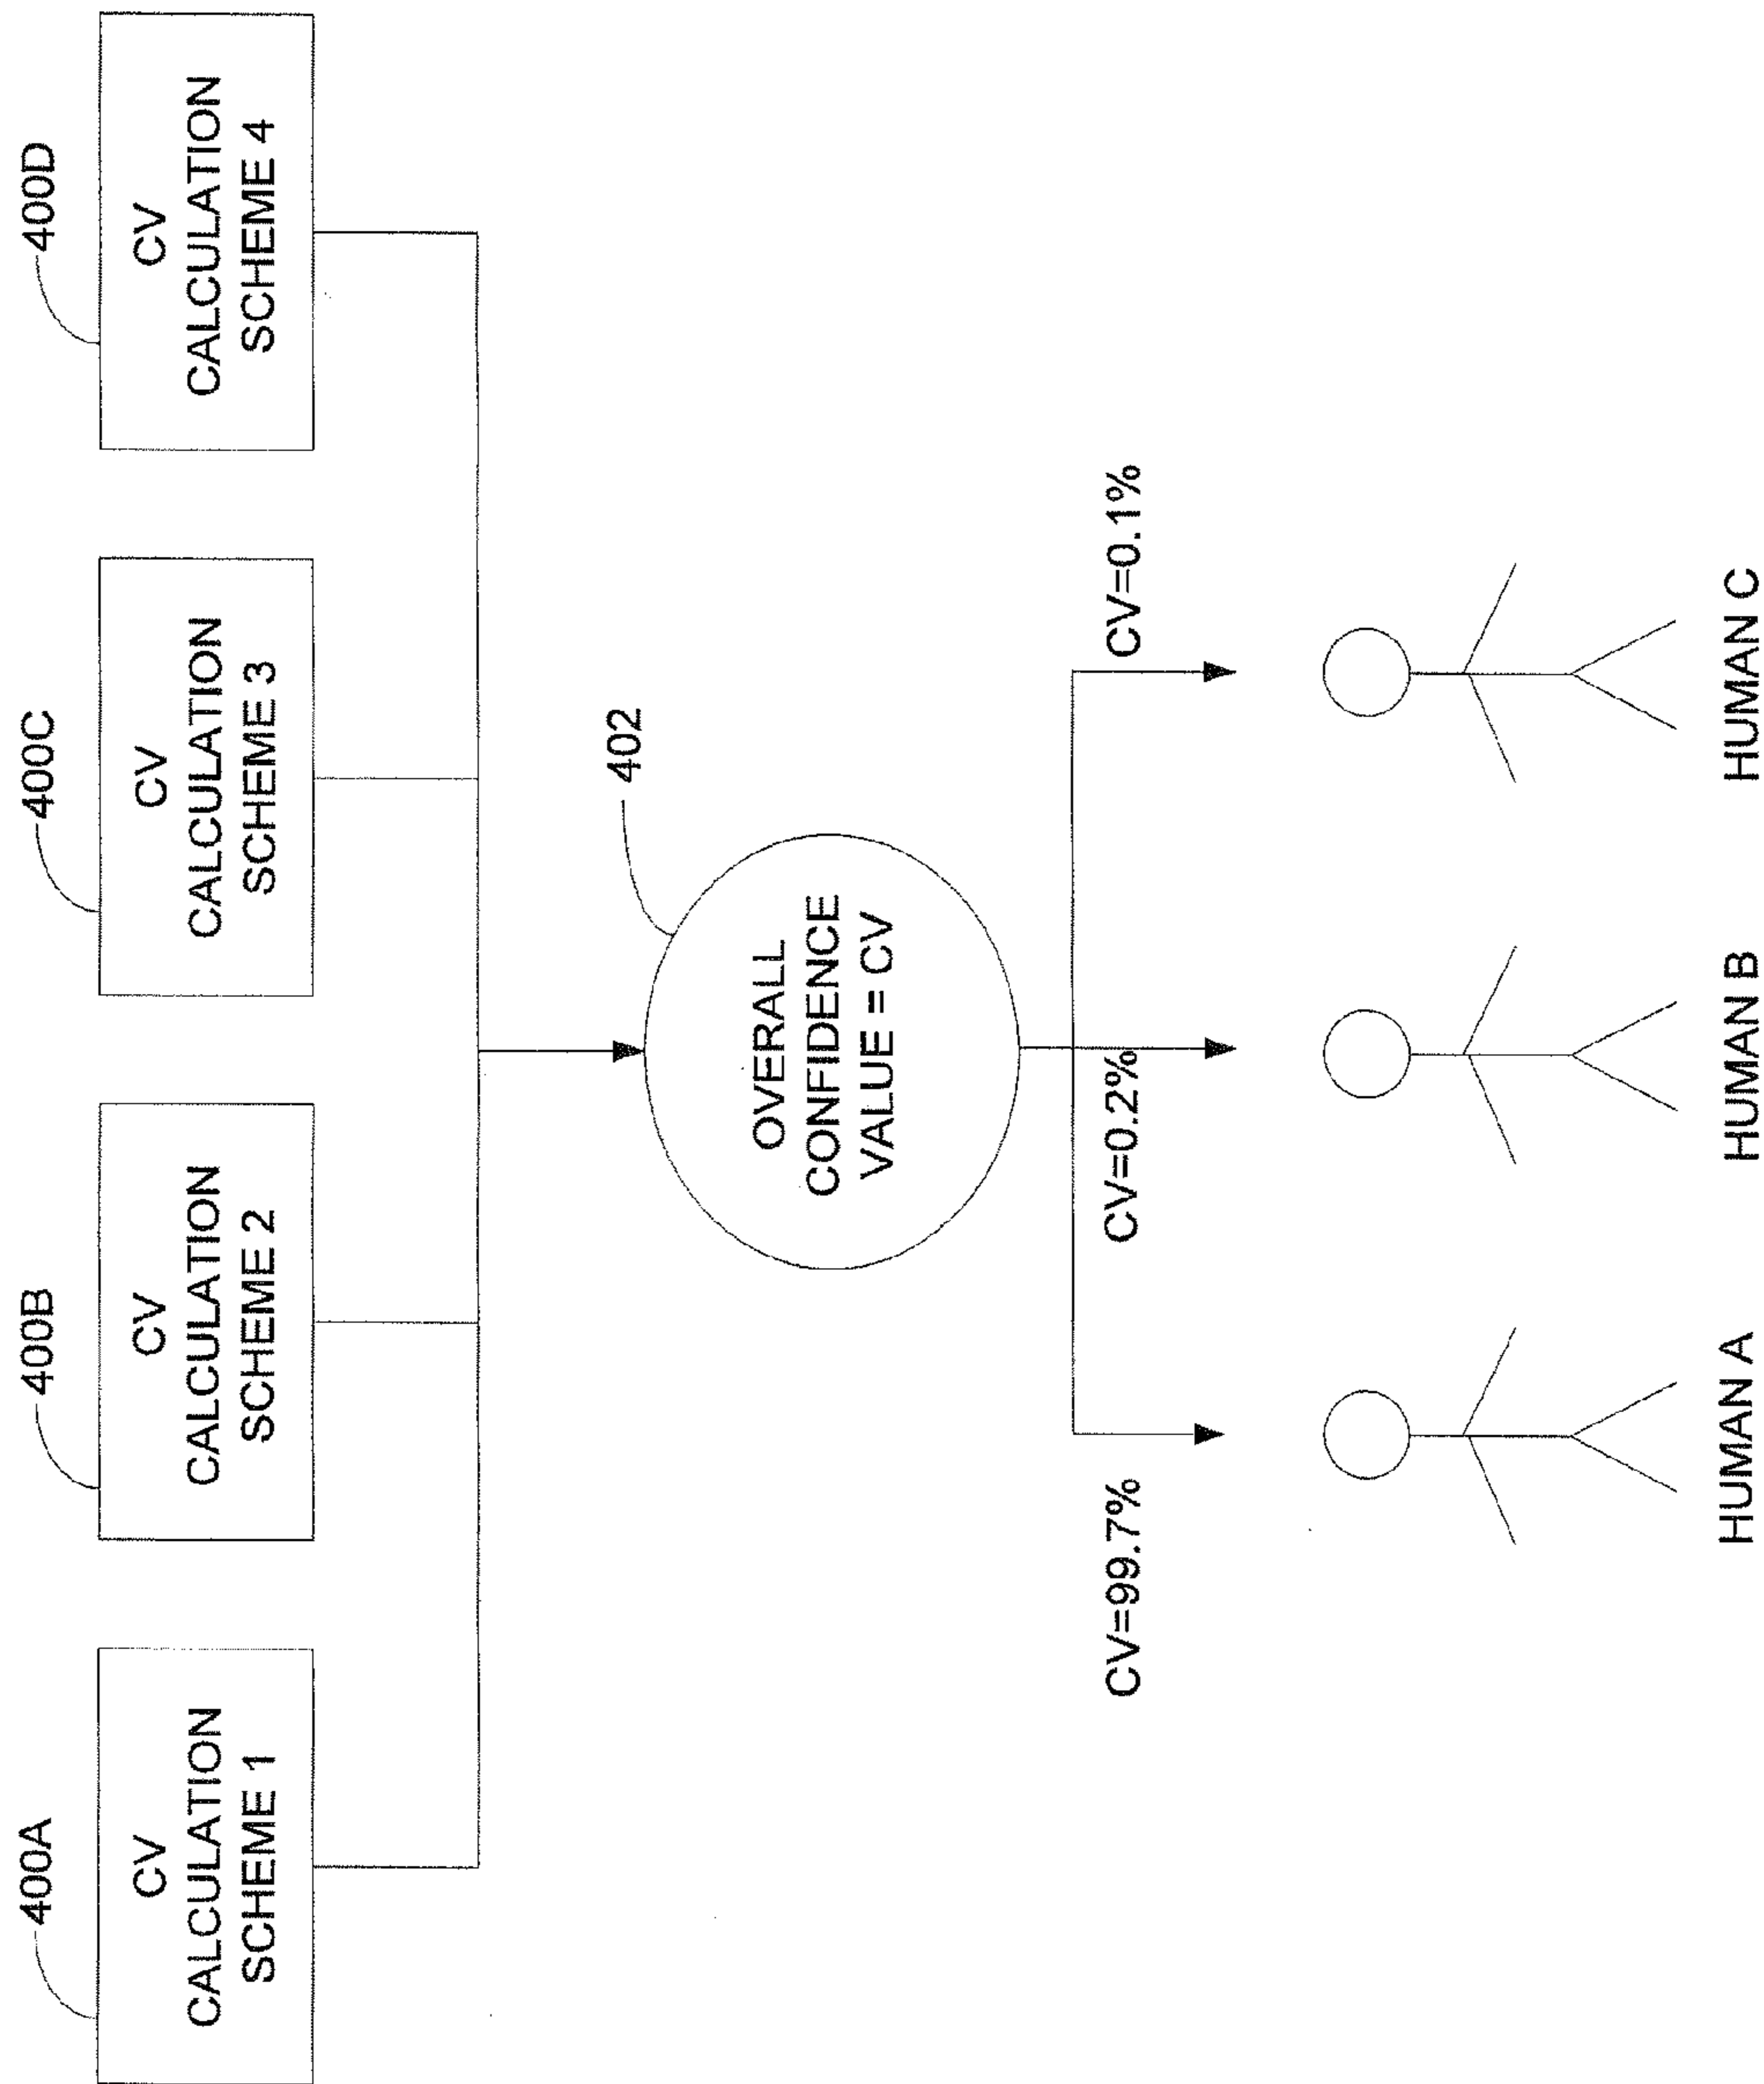 400A
400B
400C
400D
CV
CALCULATION
SCHEME 1
CV
CALCULATION
SCHEME 2
CV
CALCULATION
SCHEME 3
CV
CALCULATION
SCHEME 4
402
OVERALL
CONFIDENCE
VALUE = CV
CV=99.7%
CV=0.2%
CV=0.1%
HUMAN A
HUMAN B
HUMAN C